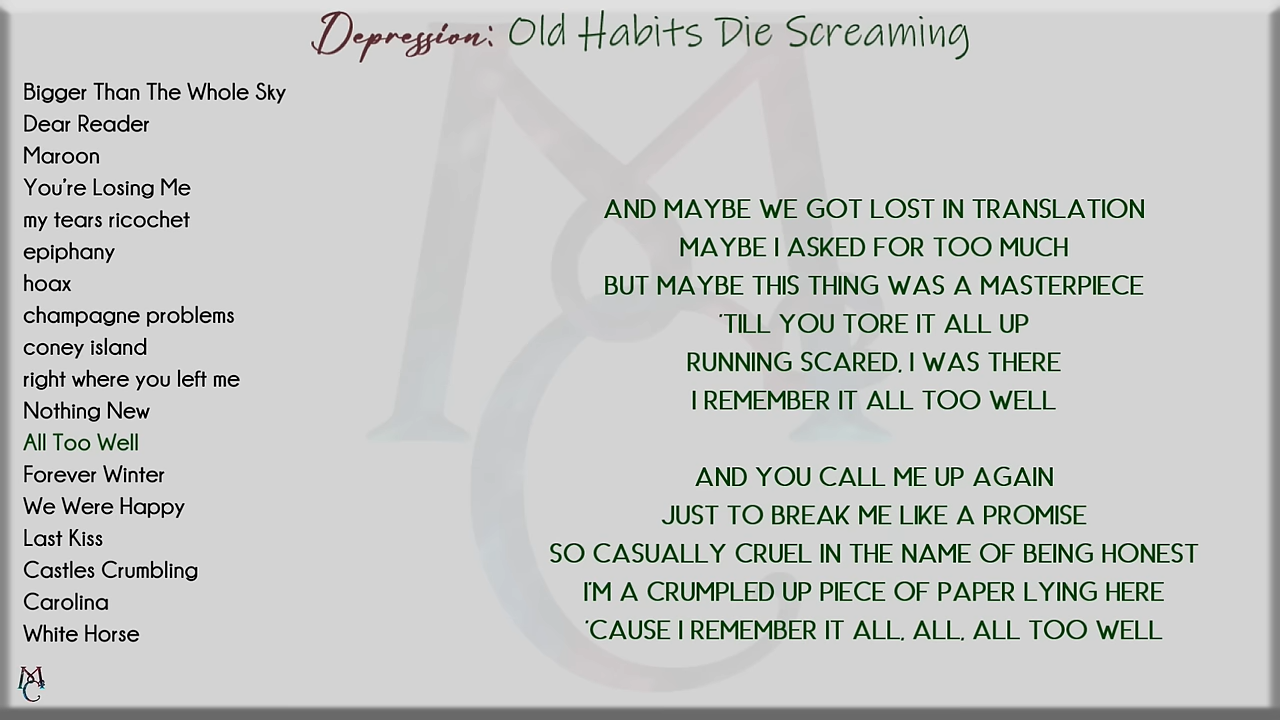 Depression: Old Habits Die Screaming
Bigger Than The Whole Sky
Dear Reader
Maroon
You're Losing Me
my tears ricochet
epiphany
hoax
champagne problems
coney island
right where you left me
Nothing New
All Too Well
Forever Winter
We Were Happy
Last Kiss
Castles Crumbling
Carolina
White Horse
AND MAYBE WE GOT LOST IN TRANSLATION
MAYBE I ASKED FOR TOO MUCH
BUT MAYBE THIS THING WAS A MASTERPIECE
'TILL YOU TORE IT ALL UP
RUNNING SCARED, I WAS THERE
I REMEMBER IT ALL TOO WELL
AND YOU CALL ME UP AGAIN
JUST TO BREAK ME LIKE A PROMISE
SO CASUALLY CRUEL IN THE NAME OF BEING HONEST
I'M A CRUMPLED UP PIECE OF PAPER LYING HERE
'CAUSE I REMEMBER IT ALL, ALL, ALL TOO WELL